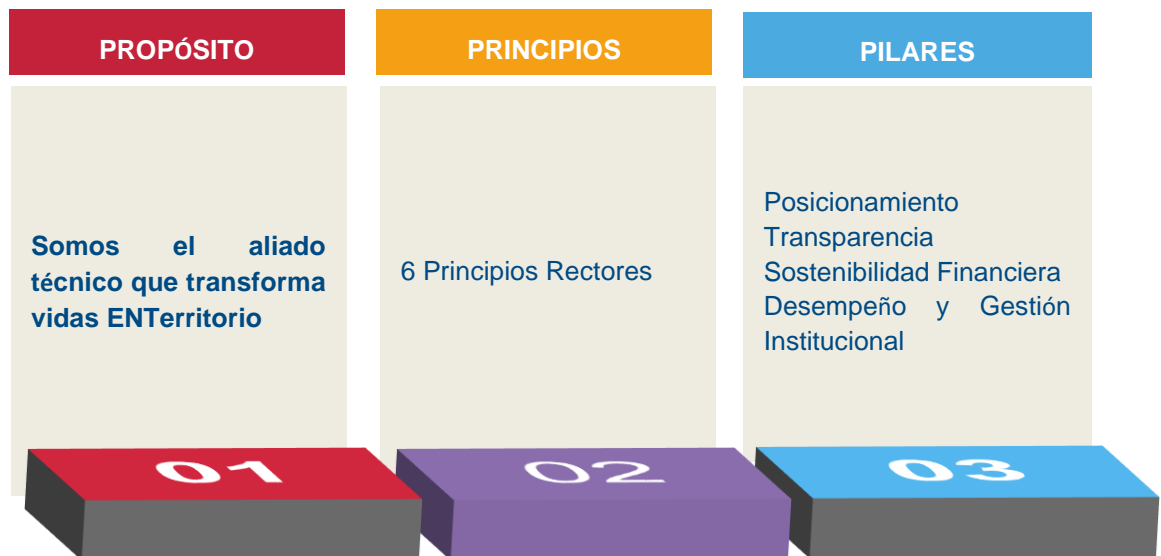 PROPÓSITO
Somos el aliado
técnico que transforma
vidas ENTerritorio
01
PRINCIPIOS
6 Principios Rectores
02
PILARES
Posicionamiento
Transparencia
Sostenibilidad Financiera
Desempeño y Gestión
Institucional
03